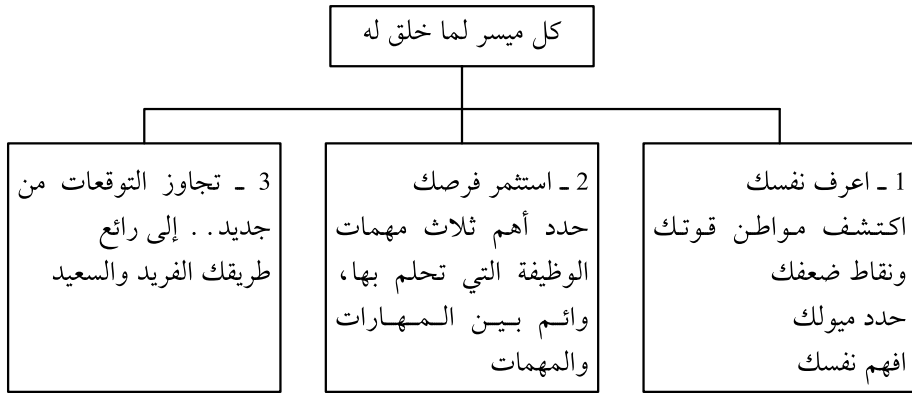 كل ميسر لما خلق له
1 ـ اعرف نفسك
اكتشف مواطن قوتك
ونقاط ضعفك
حدد ميولك
افهم نفسك
2 ـ استثمر فرصك
حدد أهم ثلاث مهمات
الوظيفة التي تحلم بها،
وائم بين المهارات
والمهمات
3 ـ تجاوز التوقعات من
جديد.. إلى رائع
طريقك الفريد والسعيد